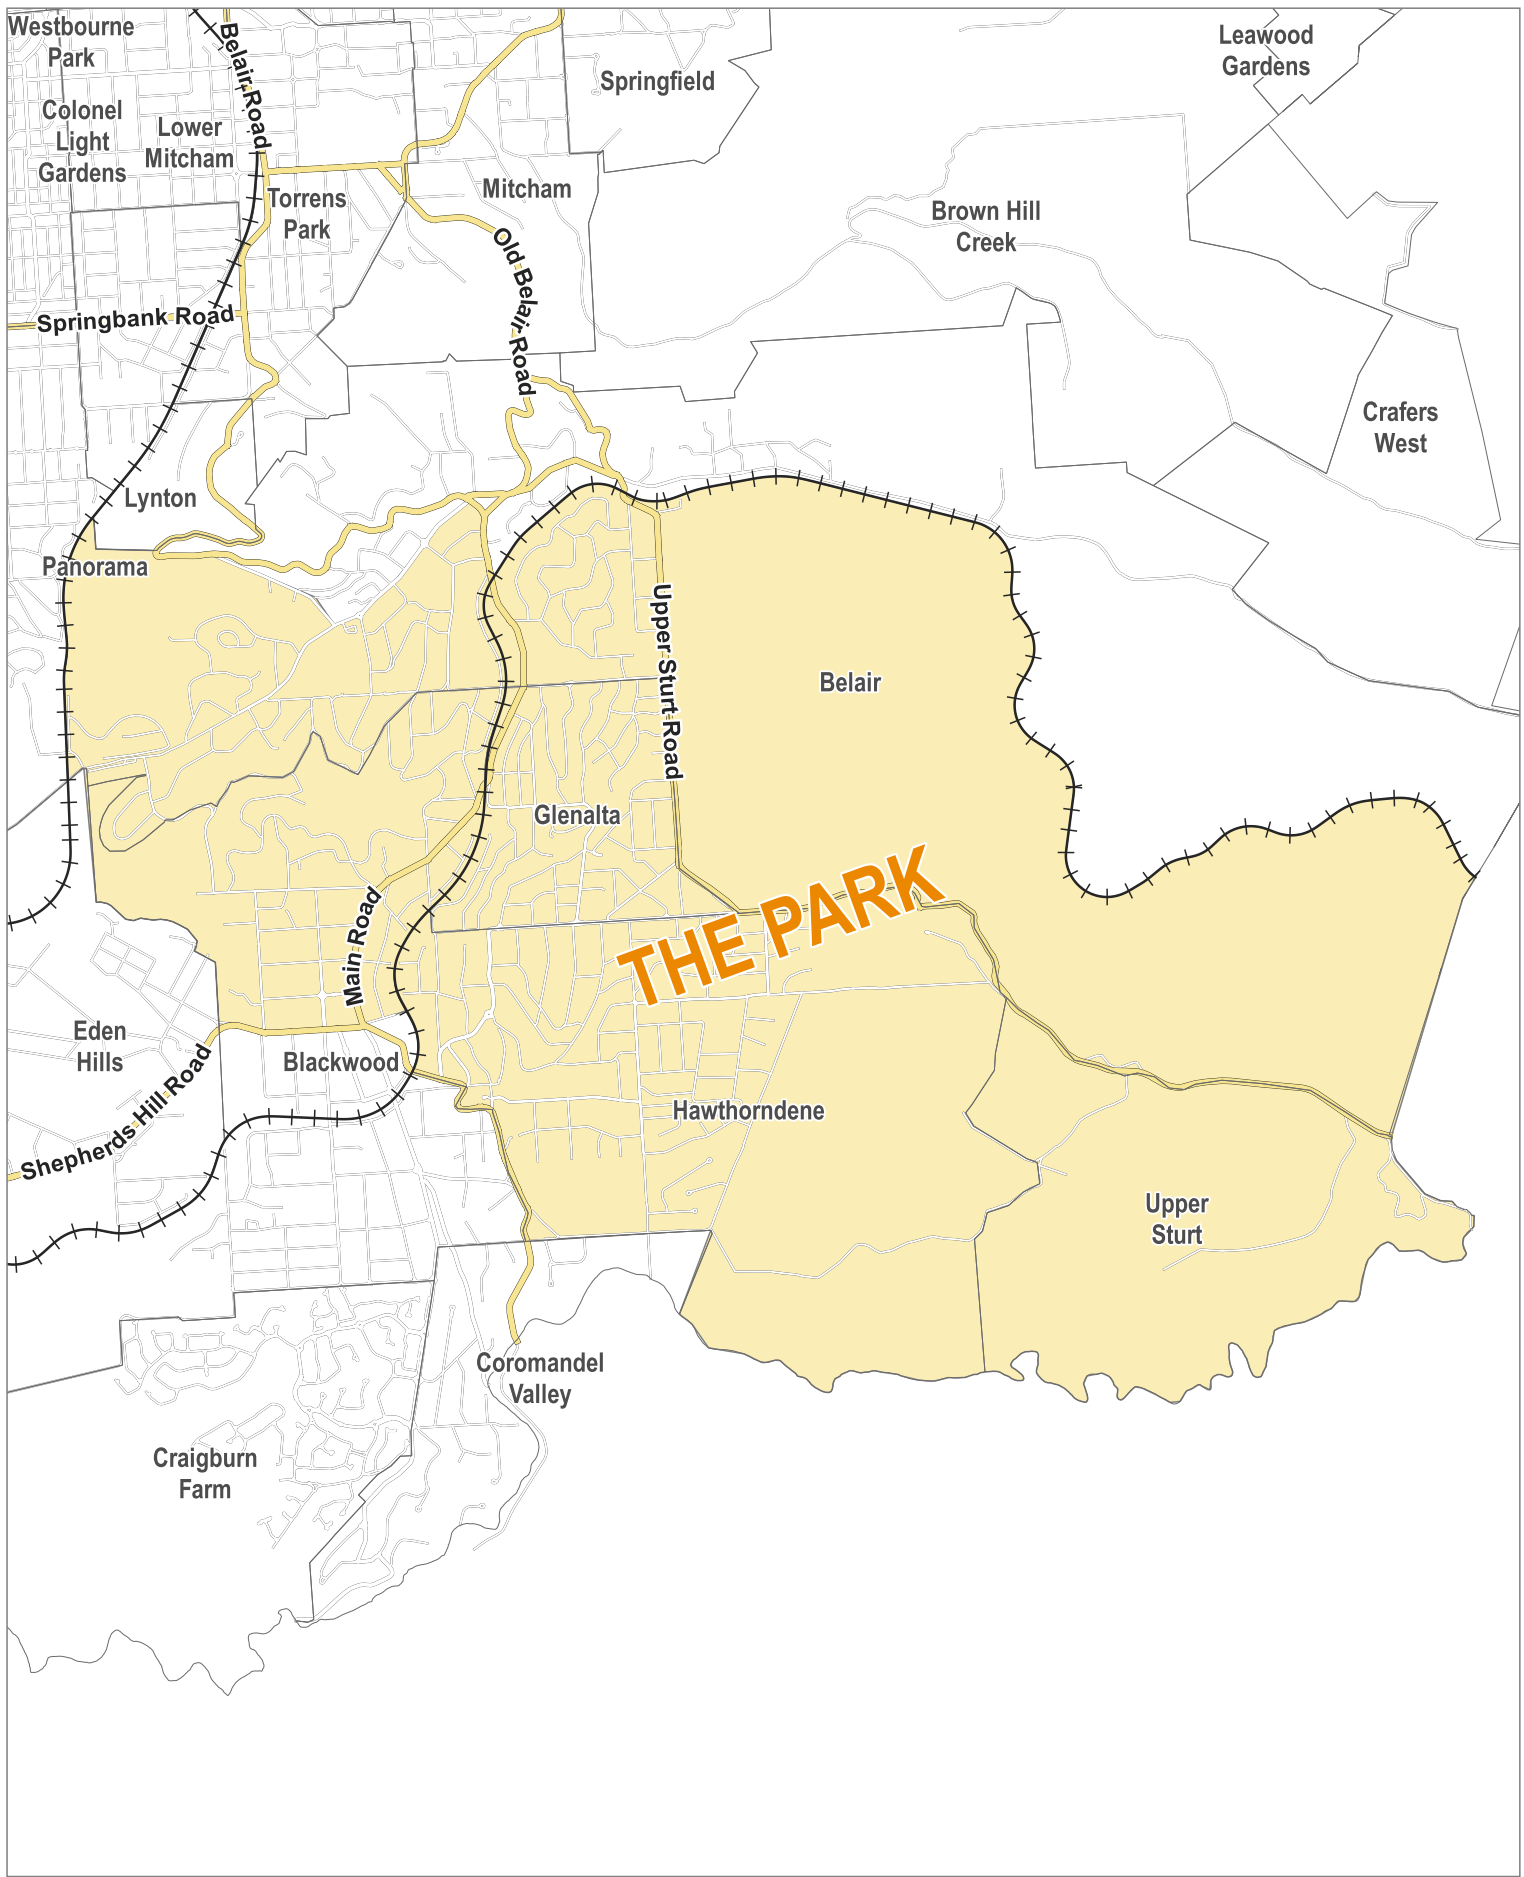 Westbourne
Park
Belair Road
Leawood
Gardens
Springfield
Colonel
Light
Gardens
Lower
Mitcham
Torrens
Park
Mitcham
Brown Hill
Creek
Old Belair Road
Springbank Road
Crafers
West
Lynton
Panorama
Upper Sturt Road
Belair
Glenalta
THE PARK
Main Road
Eden
Hills
Blackwood
Shepherds Hill Road
Hawthorndene
Upper
Sturt
Coromandel
Valley
Craigburn
Farm